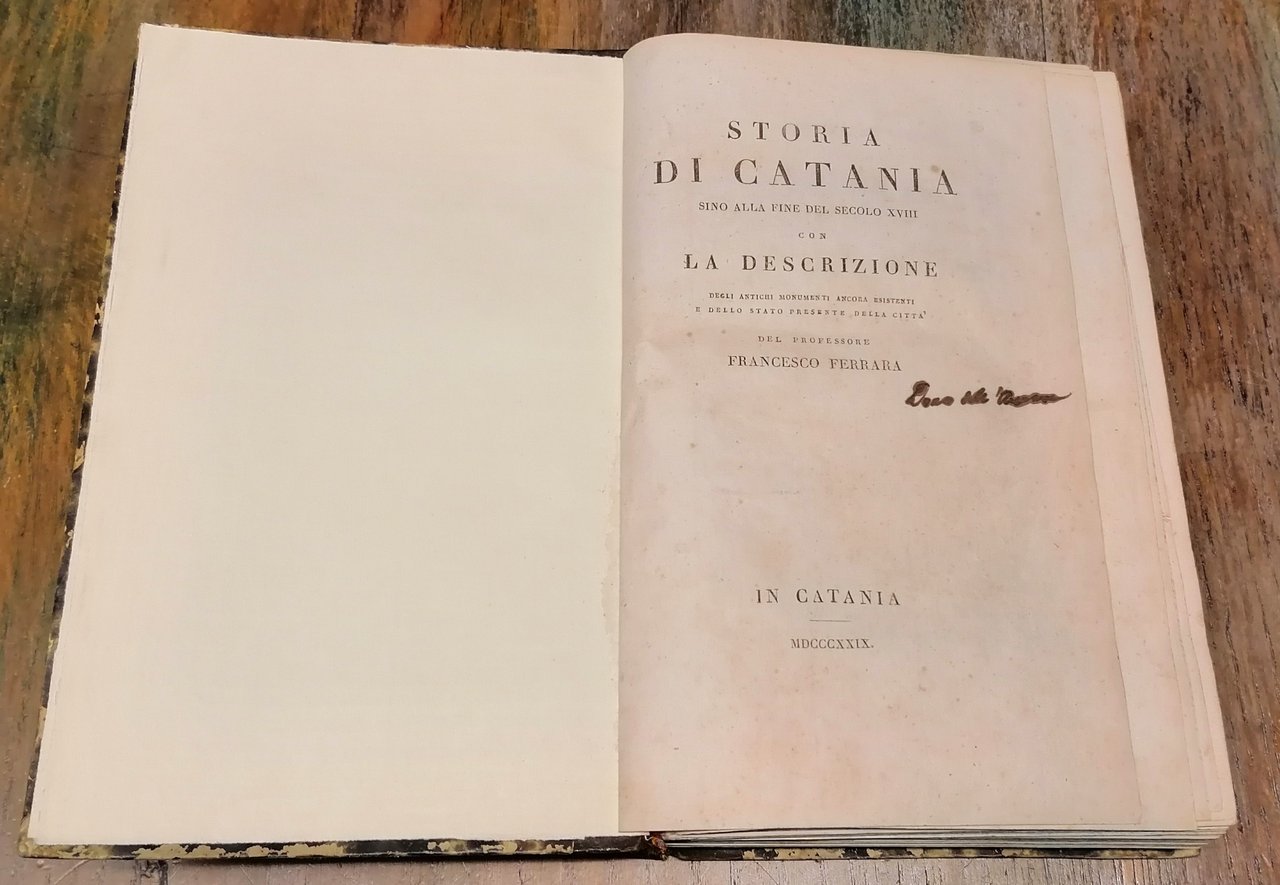 STORIA
DI CATANIA
SINO ALLA FINE DEL SECOLO XVIII
CON
LA DESCRIZIONE
DEGLI ANTICHI MONUMENTI ANCORA ESISTENTI
E DELLO STATO PRESENTE DELLA CITTA'
DEL PROFESSORE
FRANCESCO FERRARA
IN CATANIA
MDCCCXXIX.